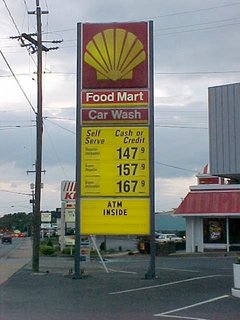 Food Mart
Car Wash
Self Serve
Cash or Credit
147 9
157 9
167 9
ATM
INSIDE